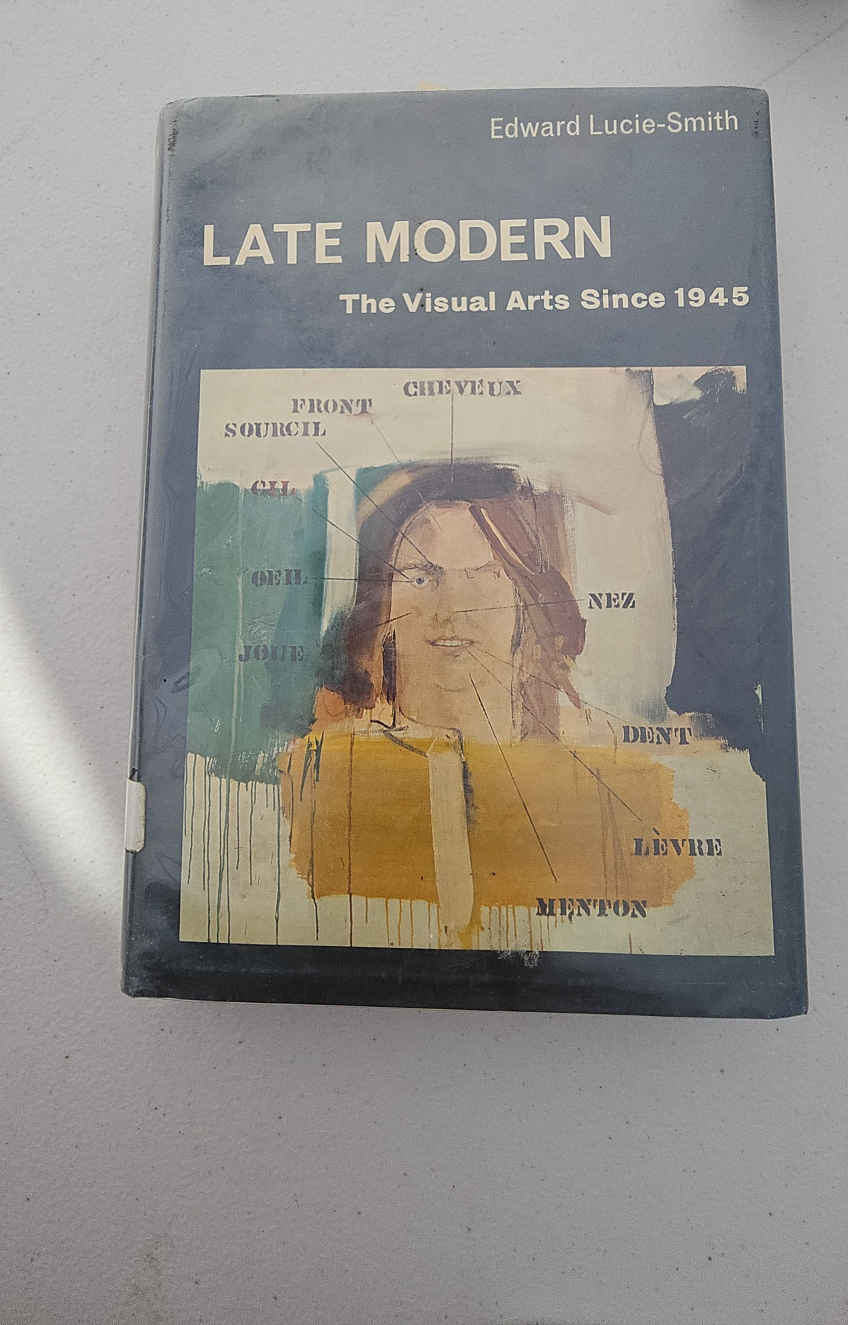 Edward Lucie-Smith
LATE MODERN
The Visual Arts Since 1945
CHEVEUX
FRONT
SOURCIL
CIL
OEIL
NEZ
JOUE
DENT
LÈVRE
MENTON